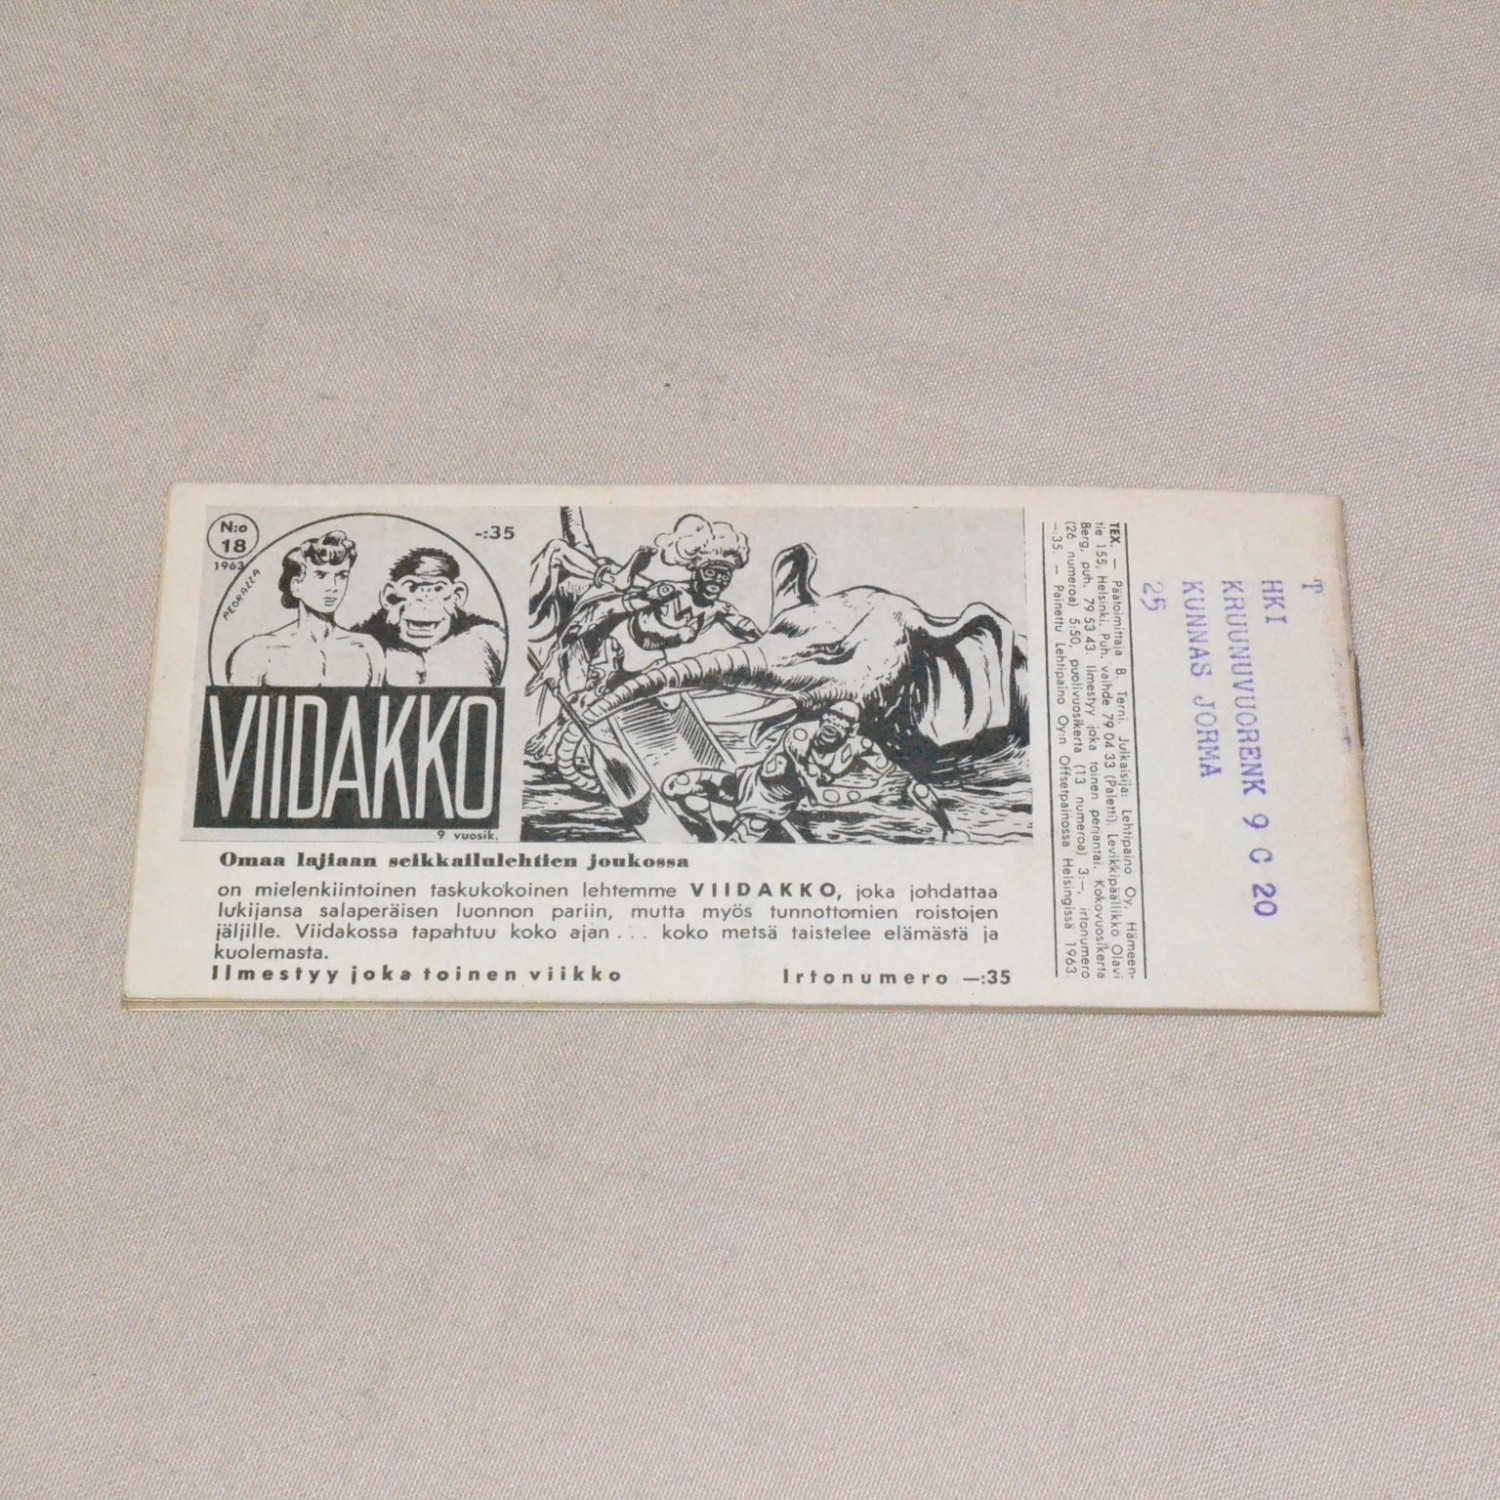 N:o
18
1963
-:35
PEDRAZZA
VIIDAKKO
9 vuosik.
Omaa lajiaan seikkailulehtien joukossa
on mielenkiintoinen taskukokoinen lehtemme VIIDAKKO, joka johdattaa
lukijansa salaperäisen luonnon pariin, mutta myös tunnottomien roistojen
jäljille. Viidakossa tapahtuu koko ajan ... koko metsä taistelee elämästä ja
kuolemasta.
Ilmestyy joka toinen viikko Irtonumero —:35
TEX. — Päätoimittaja B. Terni. Julkaisija: Lehtipaino Oy, Hämeen-
tie 155, Helsinki. Puh. vaihde 79 04 33 (Paletti). Levikkipäällikkö Olavi
Berg, puh. 79 53 43. Ilmestyy joka toinen perjantai. Kokovuosikerta
(26 numeroa) 5:50, puolivuosikerta (13 numeroa) 3:—, irtonumero
—:35. — Painettu Lehtipaino Oy:n Offsetpainossa Helsingissä 1963.
T
HKI
KRUUNUVUORENK 9 C 20
KUNNAS JORMA
25